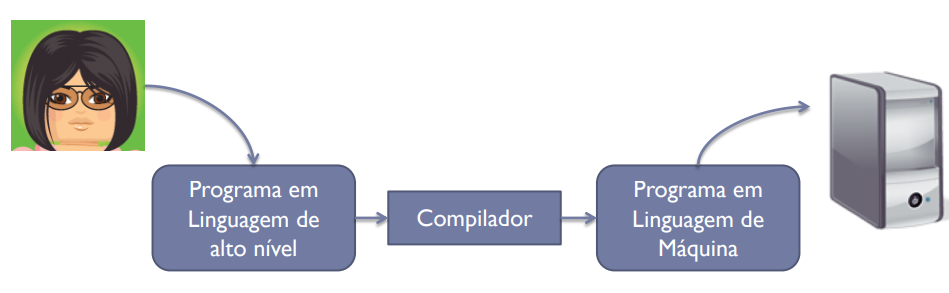 Programa em
Linguagem de
alto nível
Compilador
Programa em
Linguagem de
Máquina